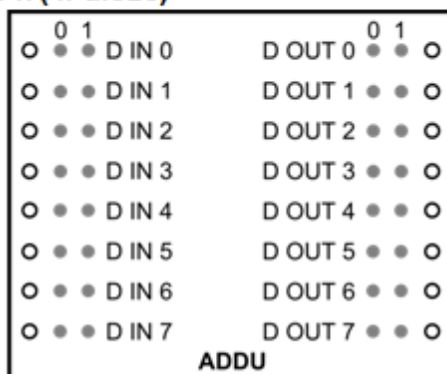 0 1 0 1
D IN 0 D OUT 0
D IN 1 D OUT 1
D IN 2 D OUT 2
D IN 3 D OUT 3
D IN 4 D OUT 4
D IN 5 D OUT 5
D IN 6 D OUT 6
D IN 7 D OUT 7
ADDU